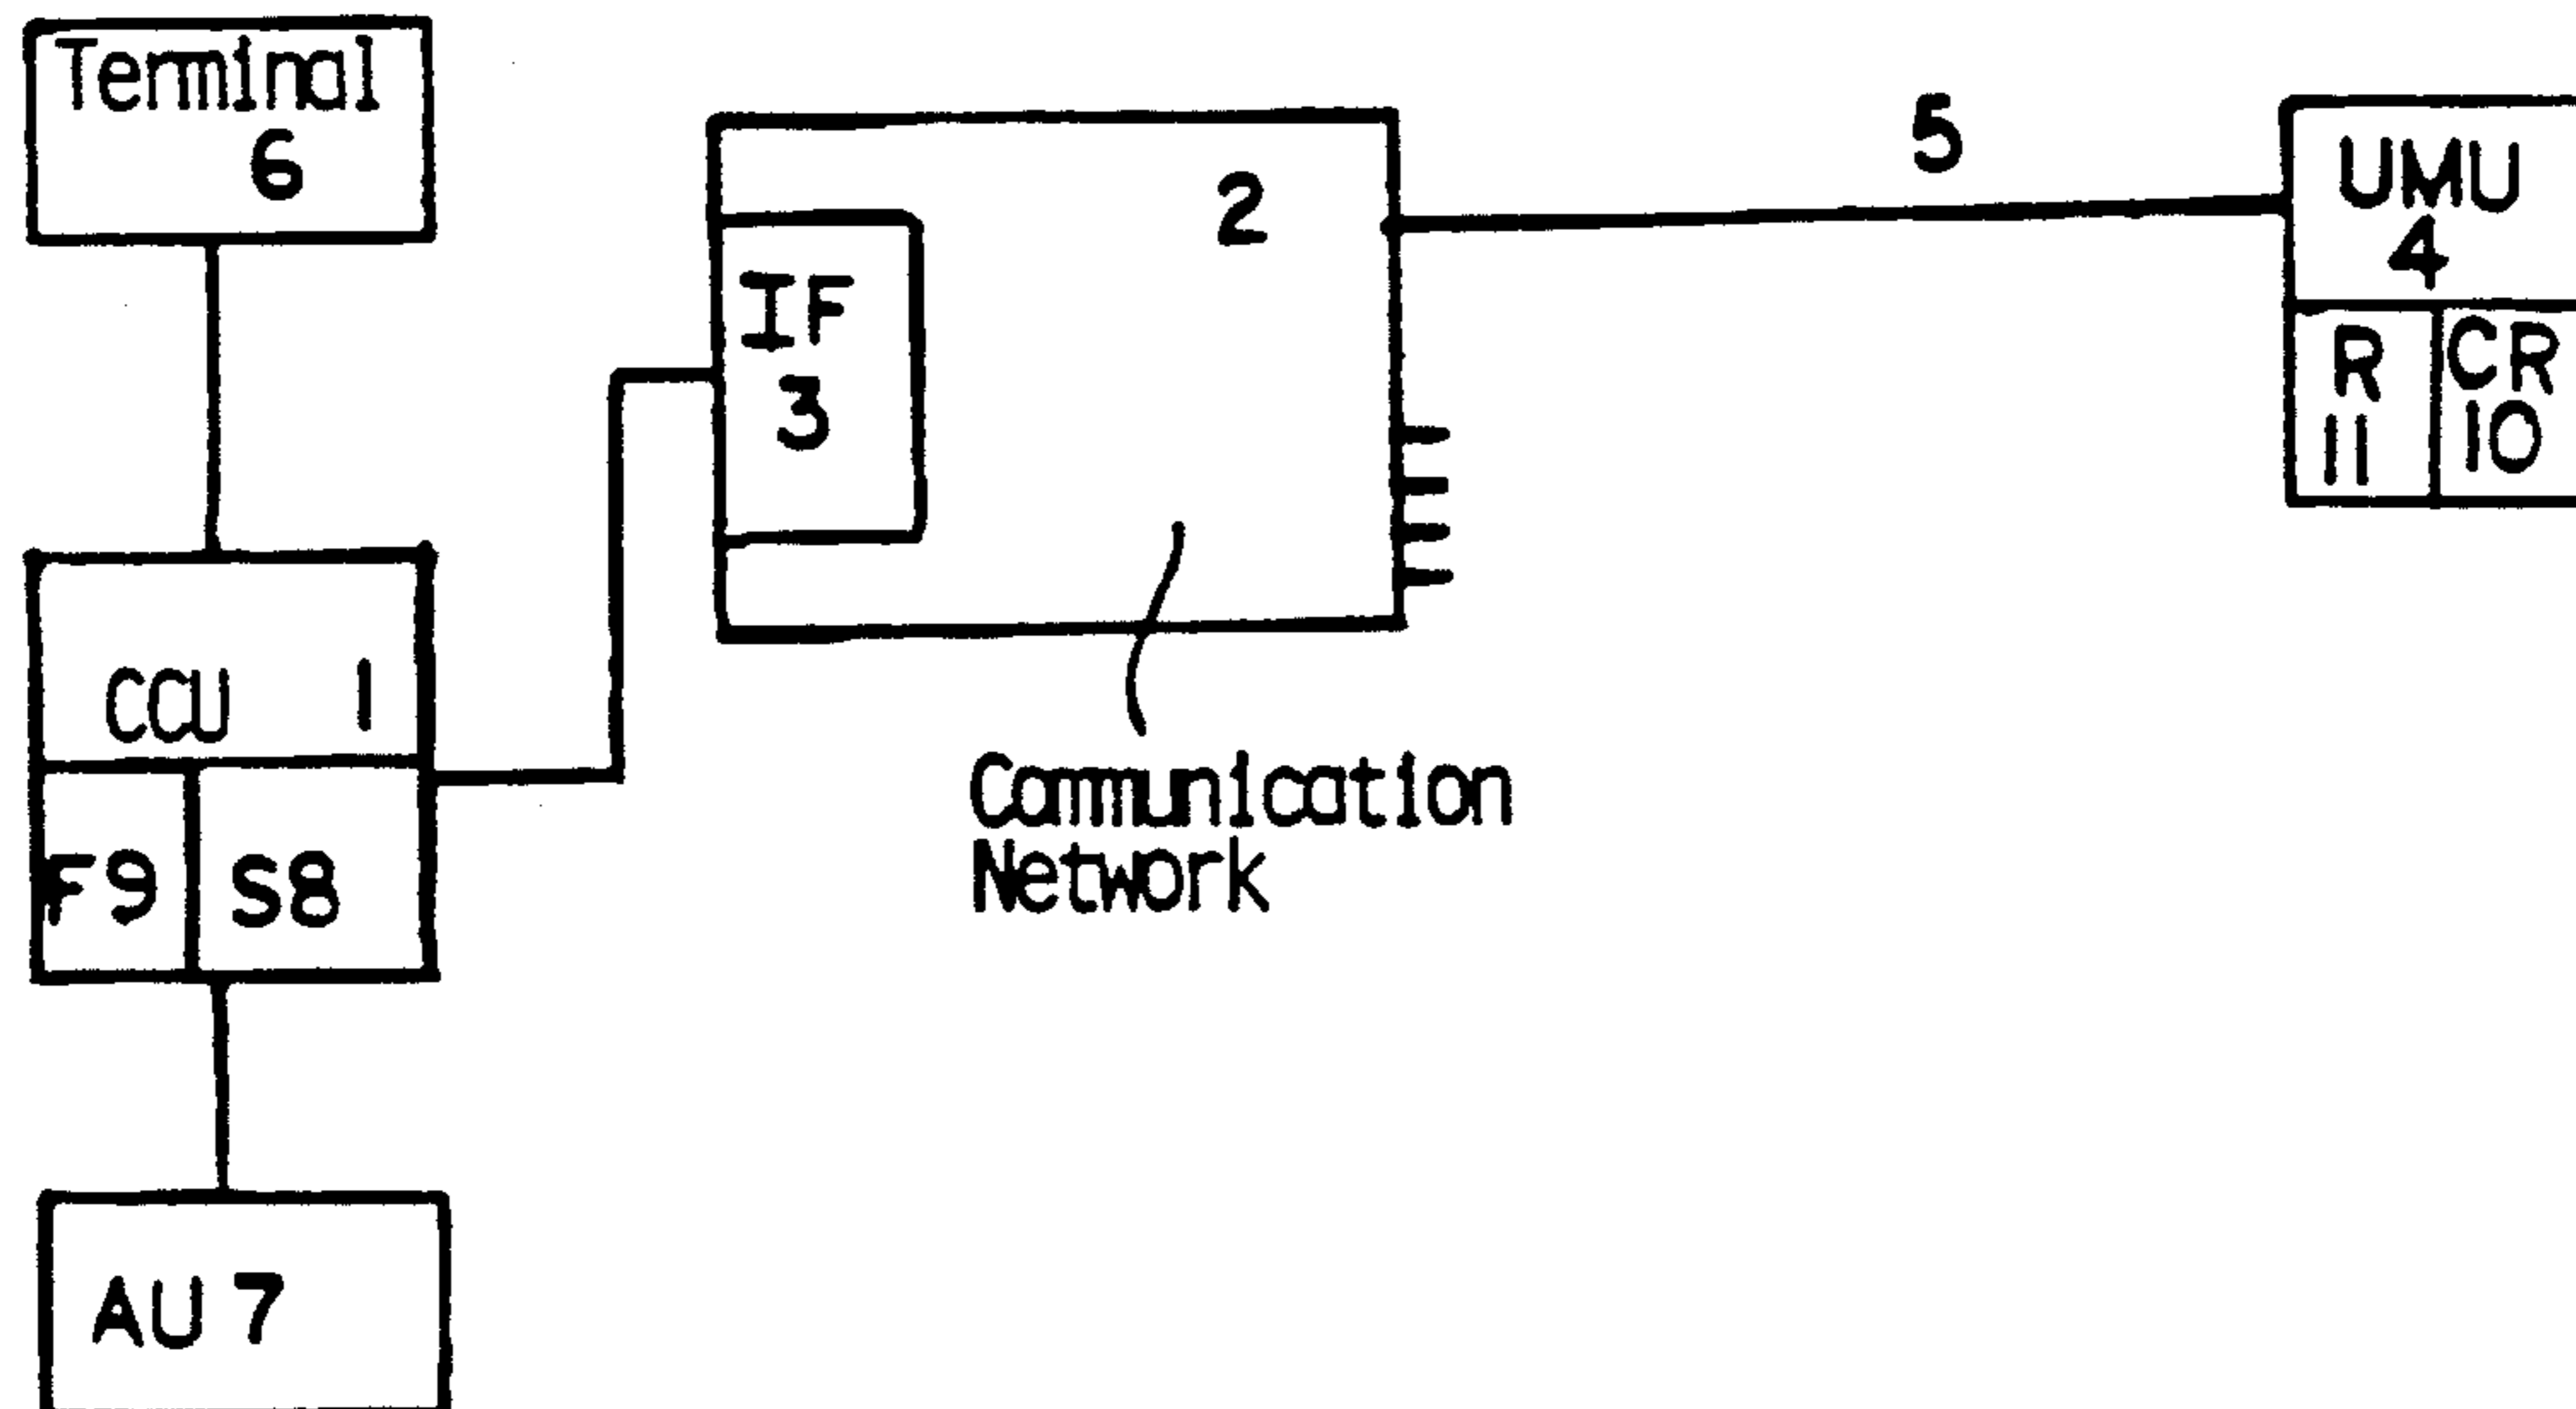 Terminal
6
5
2
UMU
4
IF
3
R
11
CR
10
CCU 1
F9
S8
Communication
Network
AU 7